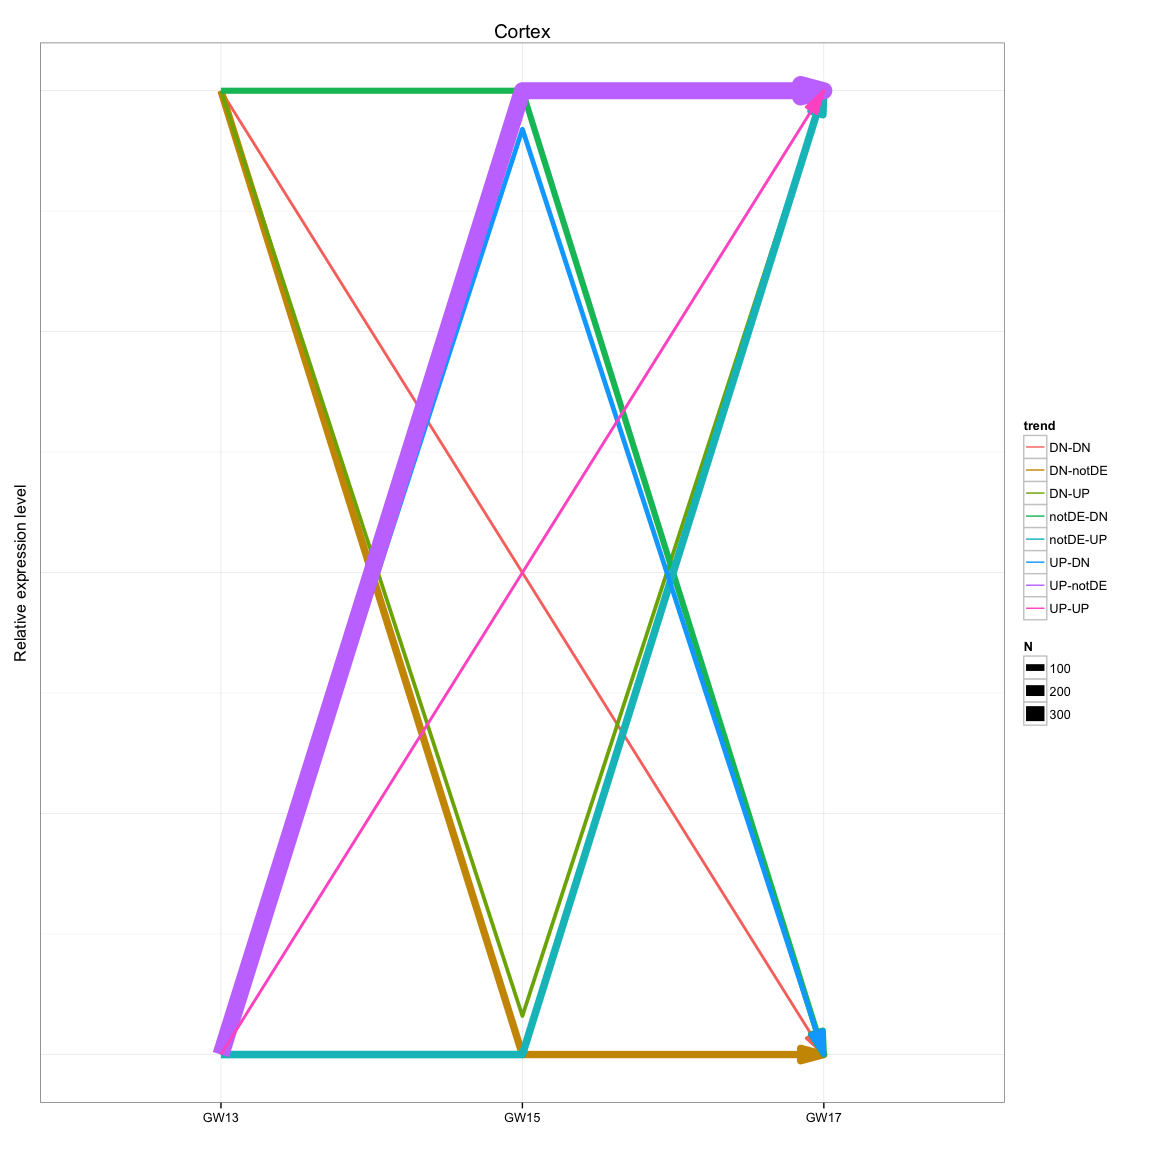 Cortex
Relative expression level
GW13
GW15
GW17
trend
DN-DN
DN-notDE
DN-UP
notDE-DN
notDE-UP
UP-DN
UP-notDE
UP-UP
N
100
200
300